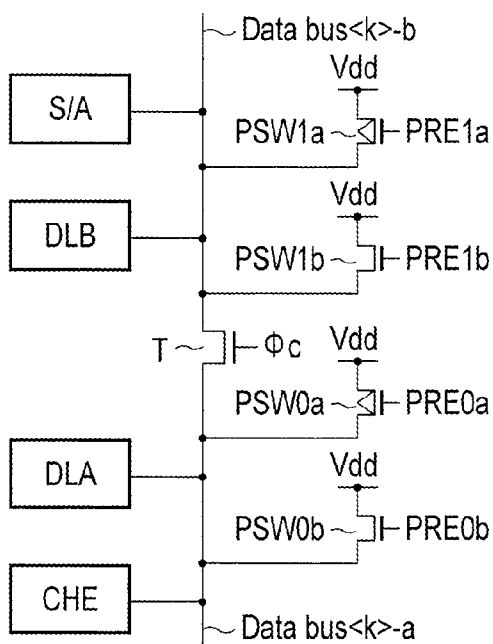 Data bus<k>-b
Vdd
S/A
PSW1a
PRE1a
Vdd
DLB
PSW1b
PRE1b
T
Φc
Vdd
PSW0a
PRE0a
DLA
Vdd
PSW0b
PRE0b
CHE
Data bus<k>-a